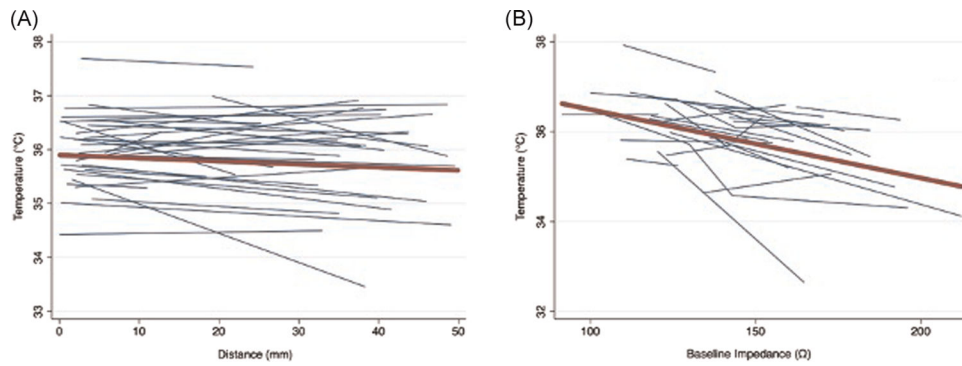 (A)
Temperature (°C)
38
37
36
35
34
33
0 10 20 30 40 50
Distance (mm)
(B)
Temperature (°C)
38
36
34
32
100 150 200
Baseline Impedance (Ω)